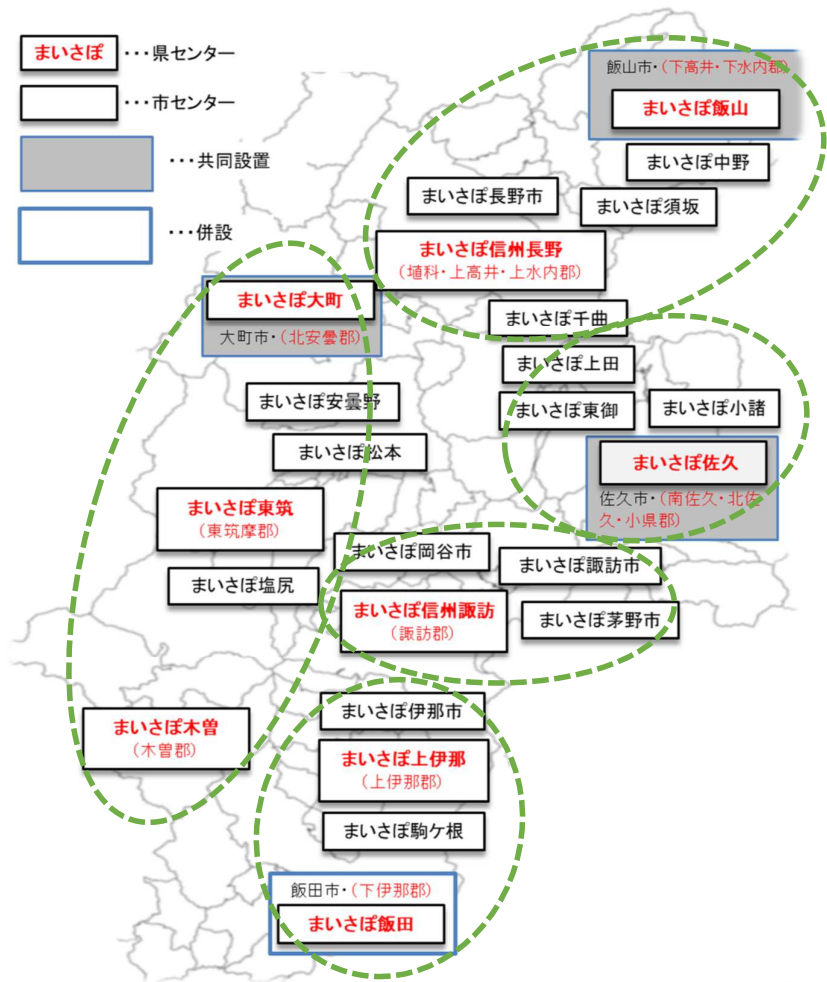 まいさぽ ・・・県センター
・・・市センター
・・・共同設置
・・・併設
飯山市・(下高井・下水内郡)
まいさぽ飯山
まいさぽ中野
まいさぽ長野市
まいさぽ須坂
まいさぽ信州長野
(埴科・上高井・上水内郡)
まいさぽ大町
大町市・(北安曇郡)
まいさぽ千曲
まいさぽ上田
まいさぽ安曇野
まいさぽ東御
まいさぽ小諸
まいさぽ松本
まいさぽ佐久
佐久市・(南佐久・北佐
久・小県郡)
まいさぽ東筑
(東筑摩郡)
まいさぽ岡谷市
まいさぽ諏訪市
まいさぽ塩尻
まいさぽ信州諏訪
(諏訪郡)
まいさぽ茅野市
まいさぽ木曽
(木曽郡)
まいさぽ伊那市
まいさぽ上伊那
(上伊那郡)
まいさぽ駒ケ根
飯田市・(下伊那郡)
まいさぽ飯田